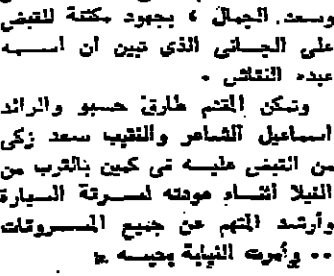 وسعد الجمال ، بجهود مكثفة للقبض
على الجانى الذى تبين ان اسمه
عبده النقاش .
وتمكن المقدم طارق حسبو والرائد
اسماعيل الشاعر والنقيب سعد زكى
من القبض عليه فى كمين بالقرب من
الفيلا أثناء عودته لسرقة السيارة
وأرشد المتهم عن جميع المسروقات
.. وأمرت النيابة بحبسه